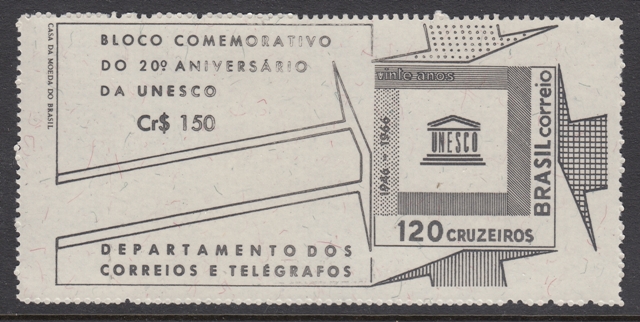 CASA DA MOEDA DO BRASIL
BLOCO COMEMORATIVO
DO 20º ANIVERSÁRIO
DA UNESCO
Cr$ 150
DEPARTAMENTO DOS
CORREIOS E TELÉGRAFOS
vinte anos
1946 - 1966
UNESCO
BRASIL correio
120 CRUZEIROS